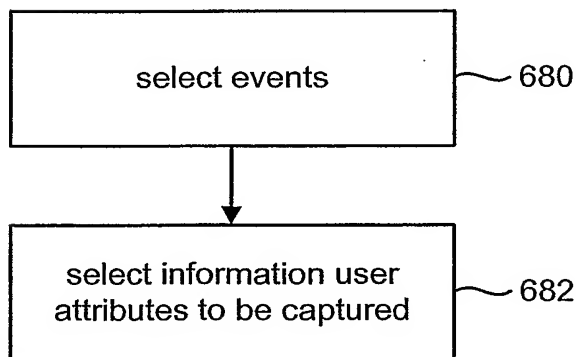 select events
680
select information user
attributes to be captured
682